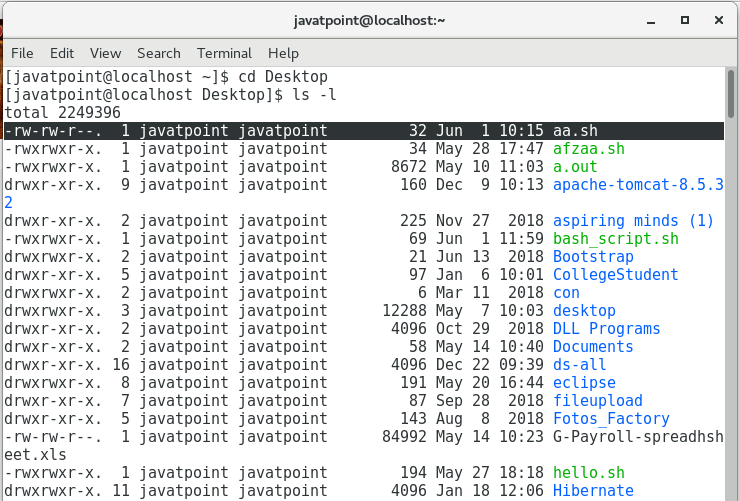 javatpoint@localhost:~
File Edit View Search Terminal Help
[javatpoint@localhost ~]$ cd Desktop
[javatpoint@localhost Desktop]$ ls -l
total 2249396
-rw-rw-r--.  1 javatpoint javatpoint         32 Jun  1 10:15 aa.sh
-rwxrwxr-x.  1 javatpoint javatpoint         34 May 28 17:47 afzaa.sh
-rwxrwxr-x.  1 javatpoint javatpoint       8672 May 10 11:03 a.out
drwxr-xr-x.  9 javatpoint javatpoint        160 Dec  9 10:13 apache-tomcat-8.5.3
2
drwxr-xr-x.  2 javatpoint javatpoint        225 Nov 27  2018 aspiring minds (1)
-rwxrwxr-x.  1 javatpoint javatpoint         69 Jun  1 11:59 bash_script.sh
drwxrwxr-x.  2 javatpoint javatpoint         21 Jun 13  2018 Bootstrap
drwxrwxr-x.  5 javatpoint javatpoint         97 Jan  6 10:01 CollegeStudent
drwxrwxr-x.  2 javatpoint javatpoint          6 Mar 11  2018 con
drwxrwxr-x.  3 javatpoint javatpoint      12288 May  7 10:03 desktop
drwxr-xr-x.  2 javatpoint javatpoint       4096 Oct 29  2018 DLL Programs
drwxrwxr-x.  2 javatpoint javatpoint         58 May 14 10:40 Documents
drwxr-xr-x. 16 javatpoint javatpoint       4096 Dec 22 09:39 ds-all
drwxrwxr-x.  8 javatpoint javatpoint        191 May 20 16:44 eclipse
drwxrwxr-x.  7 javatpoint javatpoint         87 Sep 28  2018 fileupload
drwxr-xr-x.  5 javatpoint javatpoint        143 Aug  8  2018 Fotos_Factory
-rw-rw-r--.  1 javatpoint javatpoint      84992 May 14 10:23 G-Payroll-spreadhsh
eet.xls
-rwxrwxr-x.  1 javatpoint javatpoint        194 May 27 18:18 hello.sh
drwxrwxr-x. 11 javatpoint javatpoint       4096 Jan 18 12:06 Hibernate